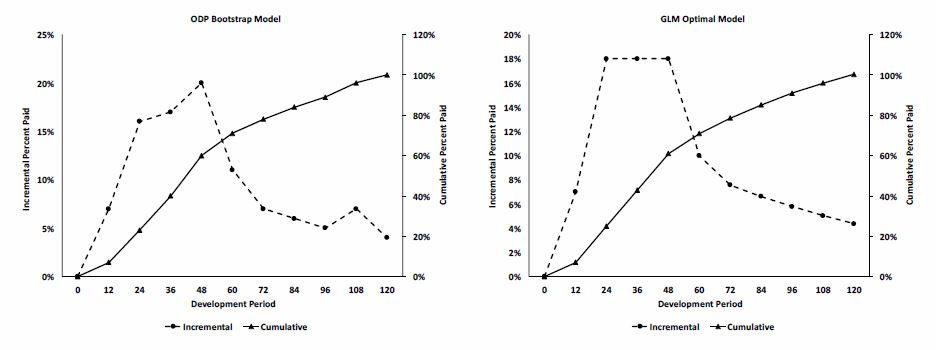 ODP Bootstrap Model
25%
20%
15%
10%
5%
0%
Incremental Percent Paid
120%
100%
80%
60%
40%
20%
0%
Cumulative Percent Paid
0 12 24 36 48 60 72 84 96 108 120
Development Period
Incremental Cumulative
GLM Optimal Model
20%
18%
16%
14%
12%
10%
8%
6%
4%
2%
0%
Incremental Percent Paid
120%
100%
80%
60%
40%
20%
0%
Cumulative Percent Paid
0 12 24 36 48 60 72 84 96 108 120
Development Period
Incremental Cumulative